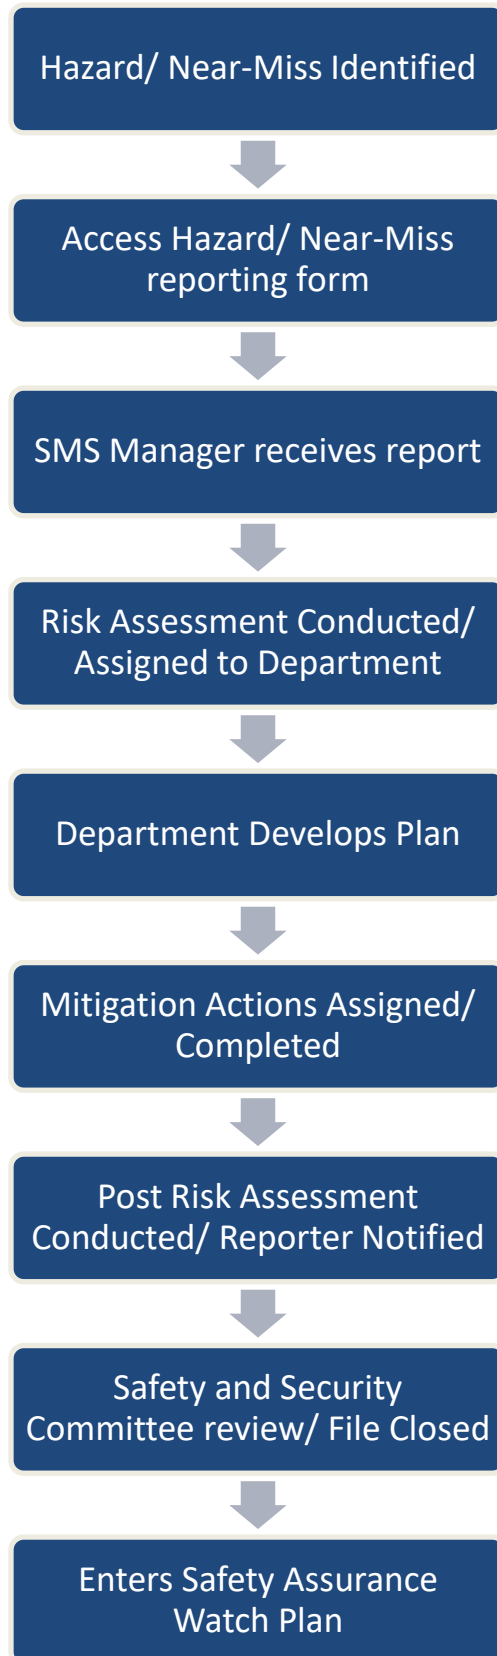 Hazard/ Near-Miss Identified
Access Hazard/ Near-Miss
reporting form
SMS Manager receives report
Risk Assessment Conducted/
Assigned to Department
Department Develops Plan
Mitigation Actions Assigned/
Completed
Post Risk Assessment
Conducted/ Reporter Notified
Safety and Security
Committee review/ File Closed
Enters Safety Assurance
Watch Plan